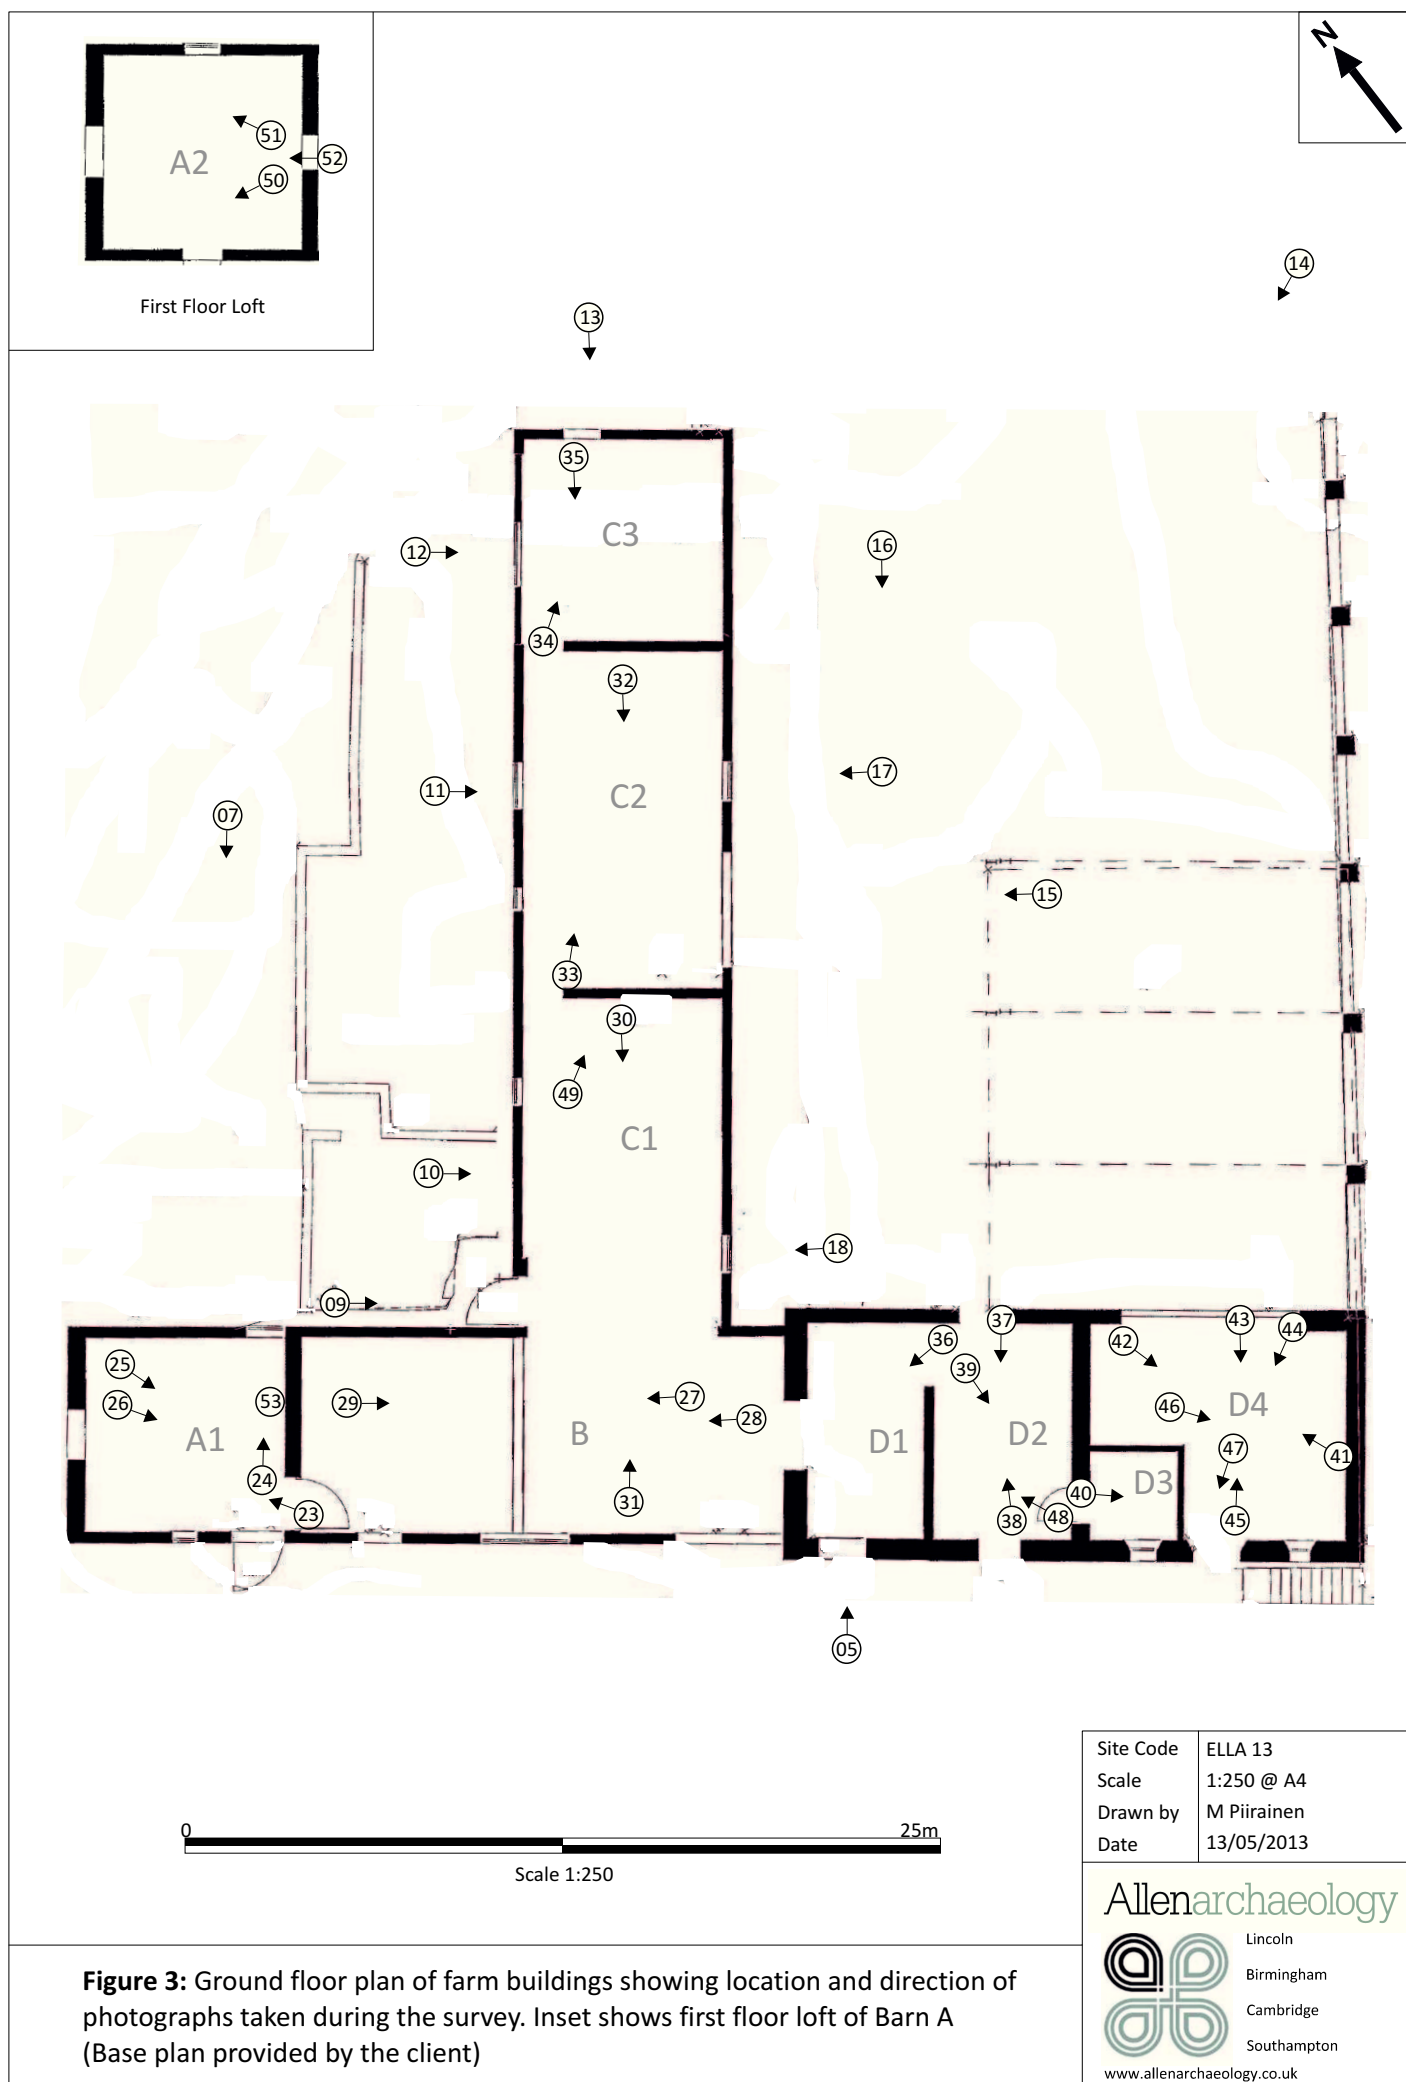 N
51
A2
52
50
First Floor Loft
14
13
35
C3
16
12
34
32
17
11
C2
07
15
33
30
49
C1
10
18
09
37
43
44
36
42
25
39
53
29
27
26
46
D4
28
A1
B
D1
D2
47
41
24
D3
40
31
23
38
48
45
05
Site Code ELLA 13
Scale 1:250 @ A4
Drawn by M Piirainen
Date 13/05/2013
0 25m
Scale 1:250
Allenarchaeology
Lincoln
Birmingham
Cambridge
Southampton
www.allenarchaeology.co.uk
Figure 3: Ground floor plan of farm buildings showing location and direction of
photographs taken during the survey. Inset shows first floor loft of Barn A
(Base plan provided by the client)